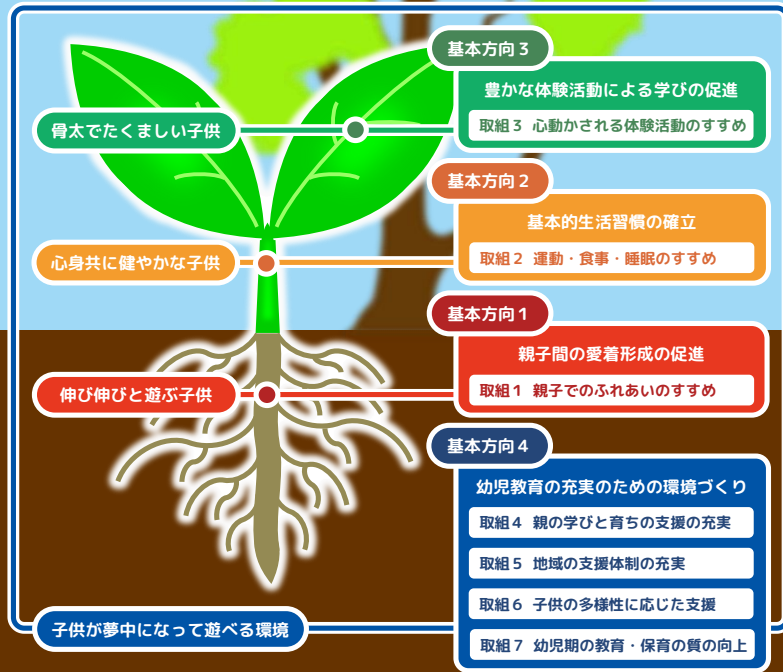 基本方向３
豊かな体験活動による学びの促進
取組３ 心動かされる体験活動のすすめ
骨太でたくましい子供
基本方向２
基本的生活習慣の確立
取組２ 運動・食事・睡眠のすすめ
心身共に健やかな子供
基本方向１
親子間の愛着形成の促進
取組１ 親子でのふれあいのすすめ
伸び伸びと遊ぶ子供
基本方向４
幼児教育の充実のための環境づくり
取組４ 親の学びと育ちの支援の充実
取組５ 地域の支援体制の充実
取組６ 子供の多様性に応じた支援
取組７ 幼児期の教育・保育の質の向上
子供が夢中になって遊べる環境